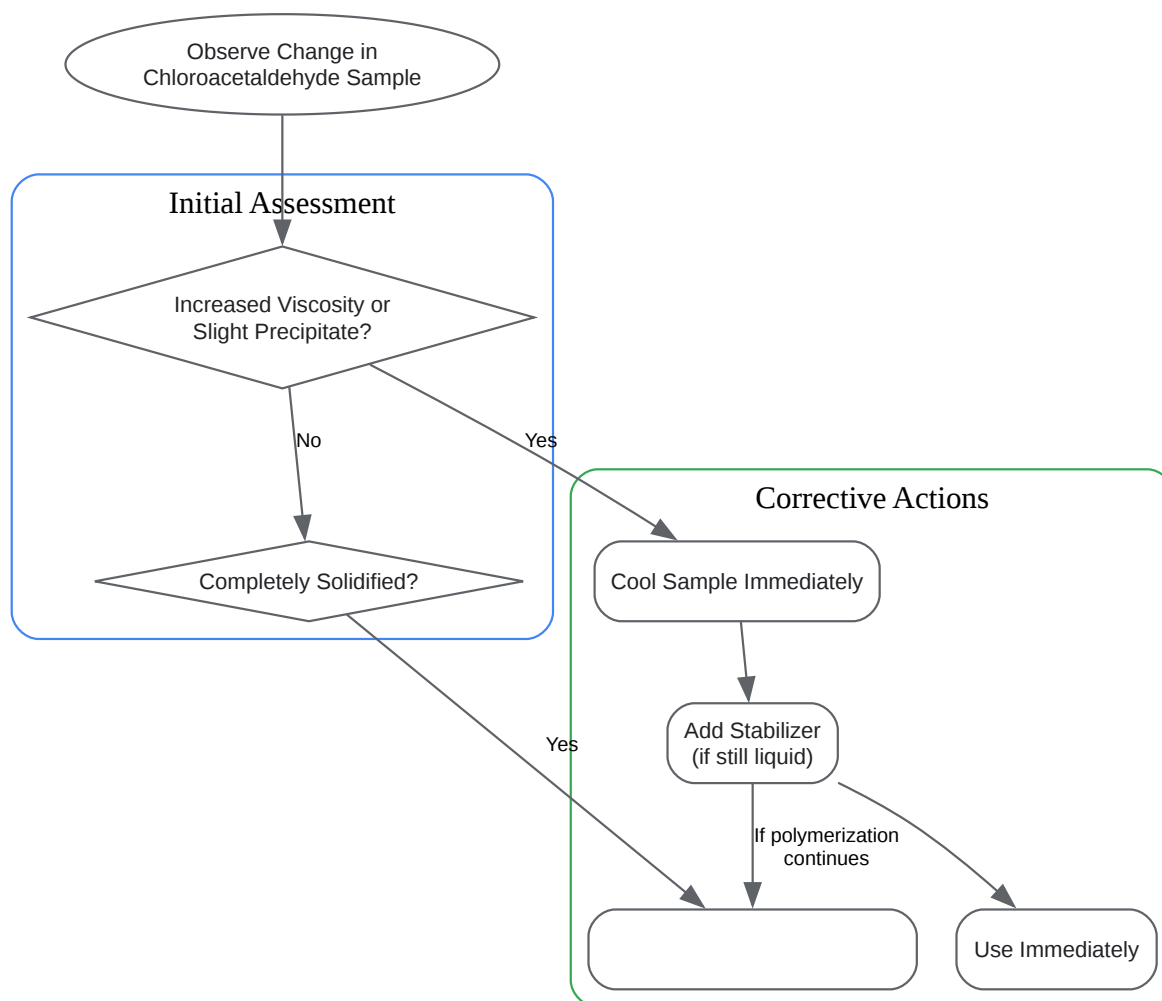 Observe Change in
Chloroacetaldehyde Sample
Initial Assessment
Increased Viscosity or
Slight Precipitate?
No
Yes
Corrective Actions
Completely Solidified?
Cool Sample Immediately
Add Stabilizer
(if still liquid)
Yes
If polymerization
continues
Use Immediately